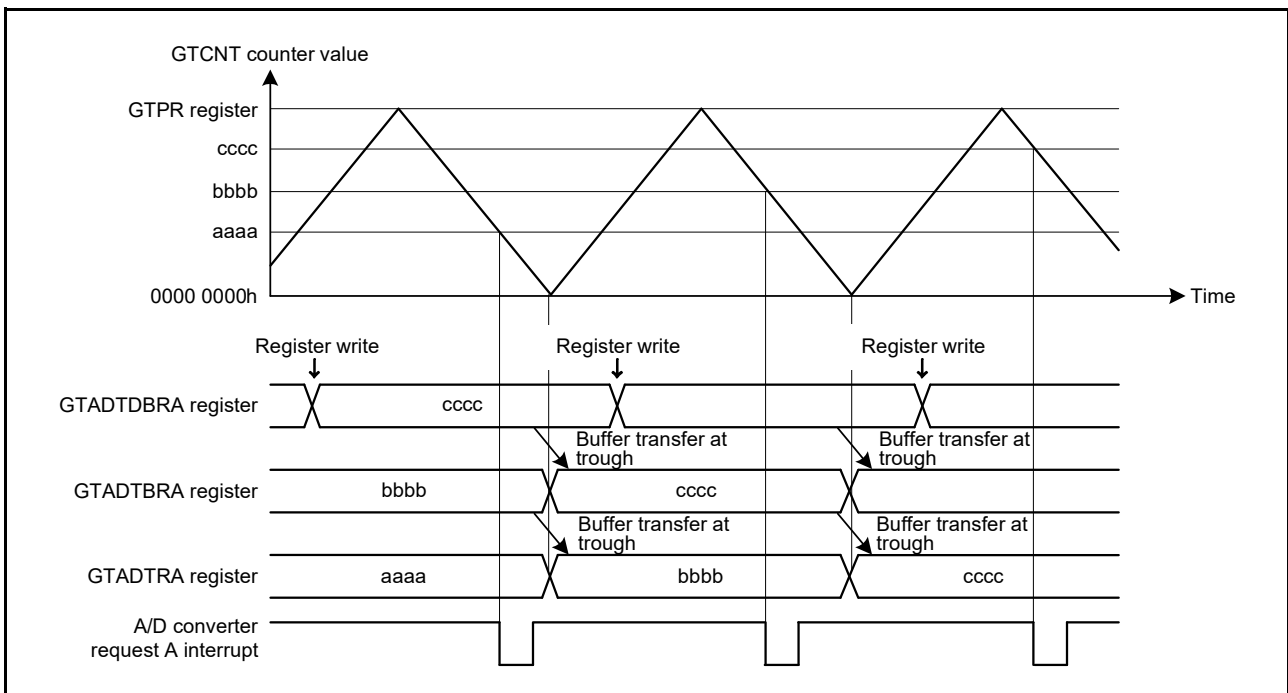 GTCNT counter value
GTPR register
cccc
bbbb
aaaa
0000 0000h
Time
Register write
Register write
Register write
GTADTDBRA register
cccc
Buffer transfer at
trough
Buffer transfer at
trough
GTADTBRA register
bbbb
cccc
Buffer transfer at
trough
Buffer transfer at
trough
GTADTRA register
aaaa
bbbb
cccc
A/D converter
request A interrupt